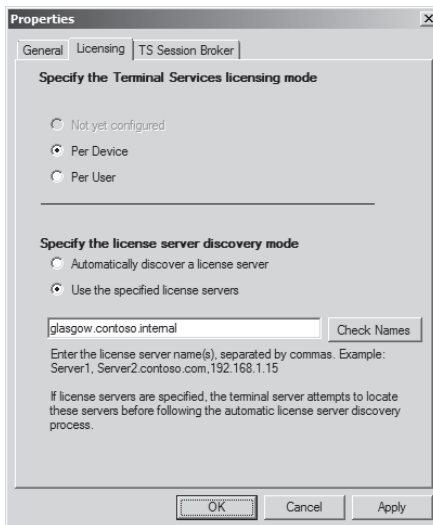 Properties
General
Licensing
TS Session Broker
Specify the Terminal Services licensing mode
Not yet configured
Per Device
Per User
Specify the license server discovery mode
Automatically discover a license server
Use the specified license servers
glasgow.contoso.internal
Check Names
Enter the license server name(s), separated by commas. Example:
Server1, Server2.contoso.com,192.168.1.15
If license servers are specified, the terminal server attempts to locate
these servers before following the automatic license server discovery
process.
OK
Cancel
Apply